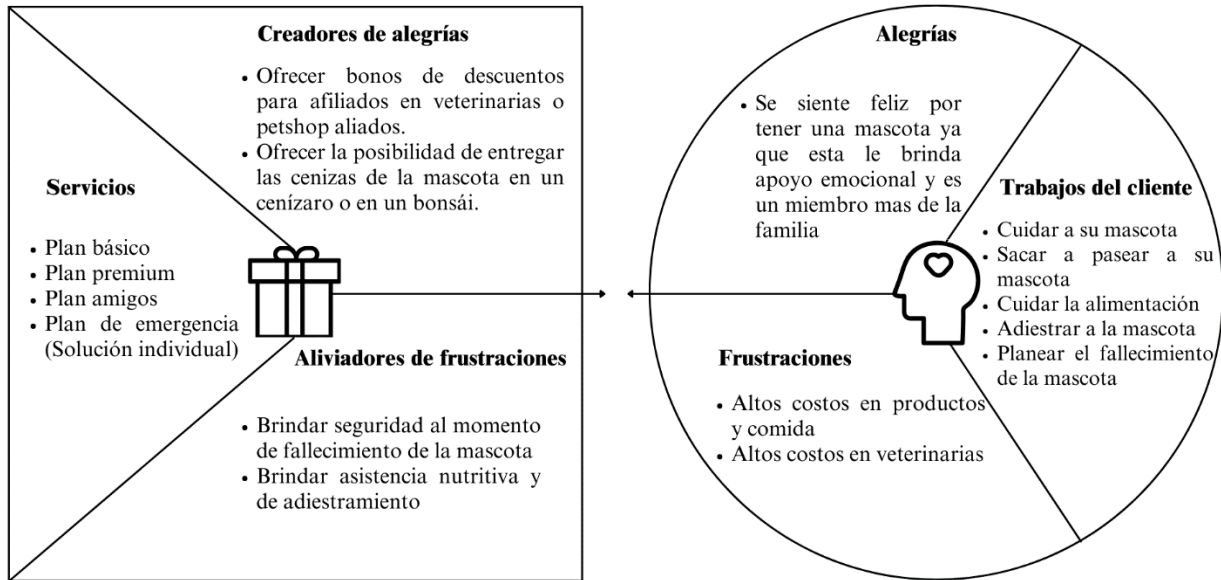 Creadores de alegrías
• Ofrecer bonos de descuentos
para afiliados en veterinarias o
petshop aliados.
• Ofrecer la posibilidad de entregar
las cenizas de la mascota en un
cenízaro o en un bonsái.
Servicios
• Plan básico
• Plan premium
• Plan amigos
• Plan de emergencia
(Solución individual)
Aliviadores de frustraciones
• Brindar seguridad al momento
de fallecimiento de la mascota
• Brindar asistencia nutritiva y
de adiestramiento
Alegrías
• Se siente feliz por
tener una mascota ya
que esta le brinda
apoyo emocional y es
un miembro mas de la
familia
Trabajos del cliente
• Cuidar a su mascota
• Sacar a pasear a su
mascota
• Cuidar la alimentación
• Adiestrar a la mascota
• Planear el fallecimiento
de la mascota
Frustraciones
• Altos costos en productos
y comida
• Altos costos en veterinarias